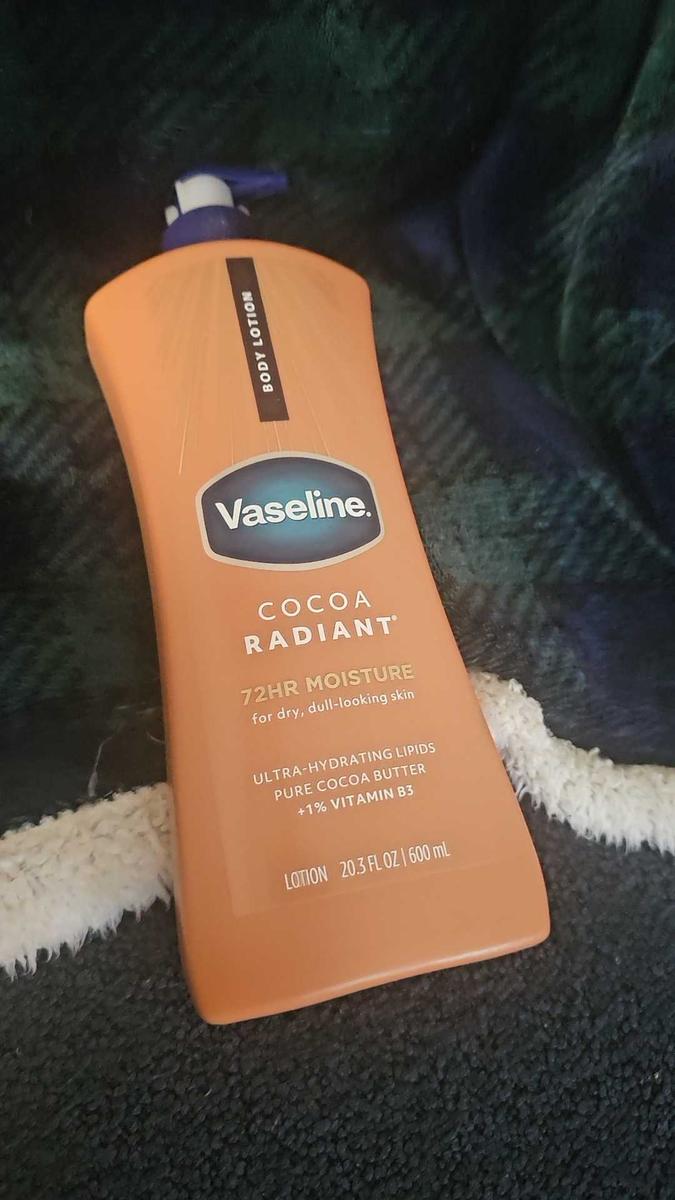 BODY LOTION
Vaseline.
COCOA
RADIANT®
72HR MOISTURE
for dry, dull-looking skin
ULTRA-HYDRATING LIPIDS
PURE COCOA BUTTER
+1% VITAMIN B3
LOTION 20.3 FL OZ | 600 mL